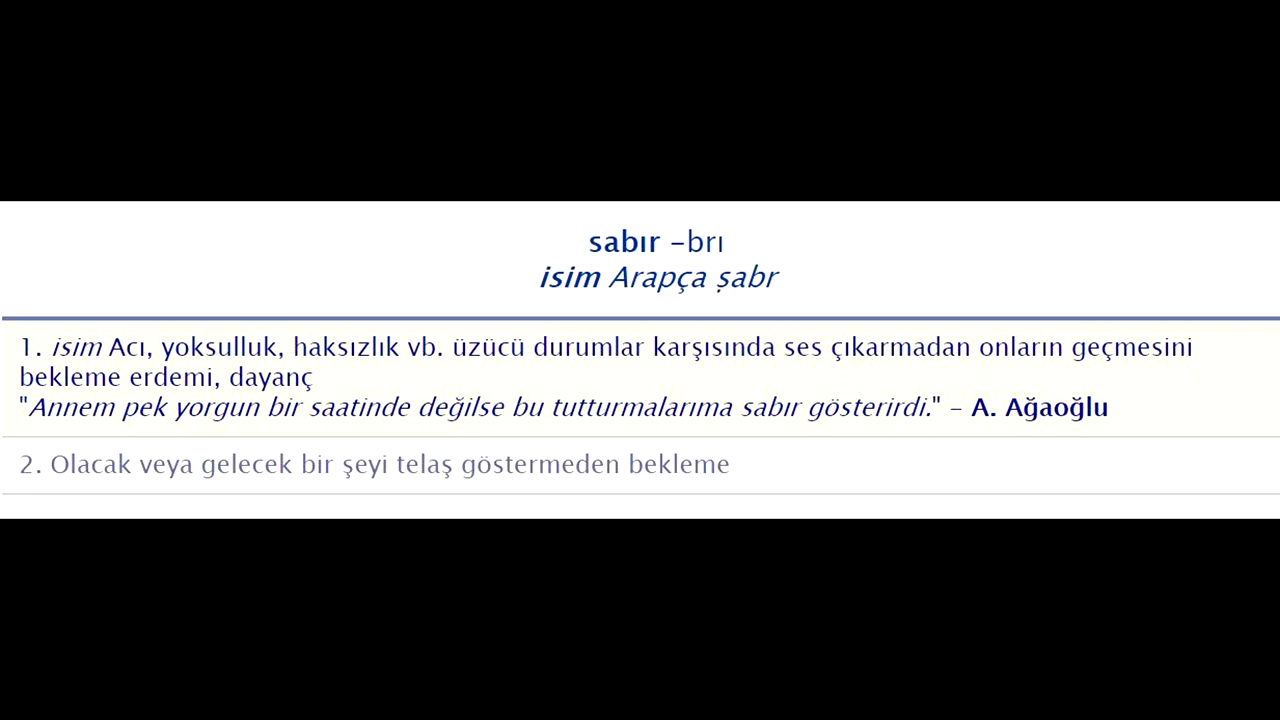 sabır –brı
isim Arapça ṣabr
1. isim Acı, yoksulluk, haksızlık vb. üzücü durumlar karşısında ses çıkarmadan onların geçmesini
bekleme erdemi, dayanç
"Annem pek yorgun bir saatinde değilse bu tutturmalarıma sabır gösterirdi." – A. Ağaoğlu
2. Olacak veya gelecek bir şeyi telaş göstermeden bekleme